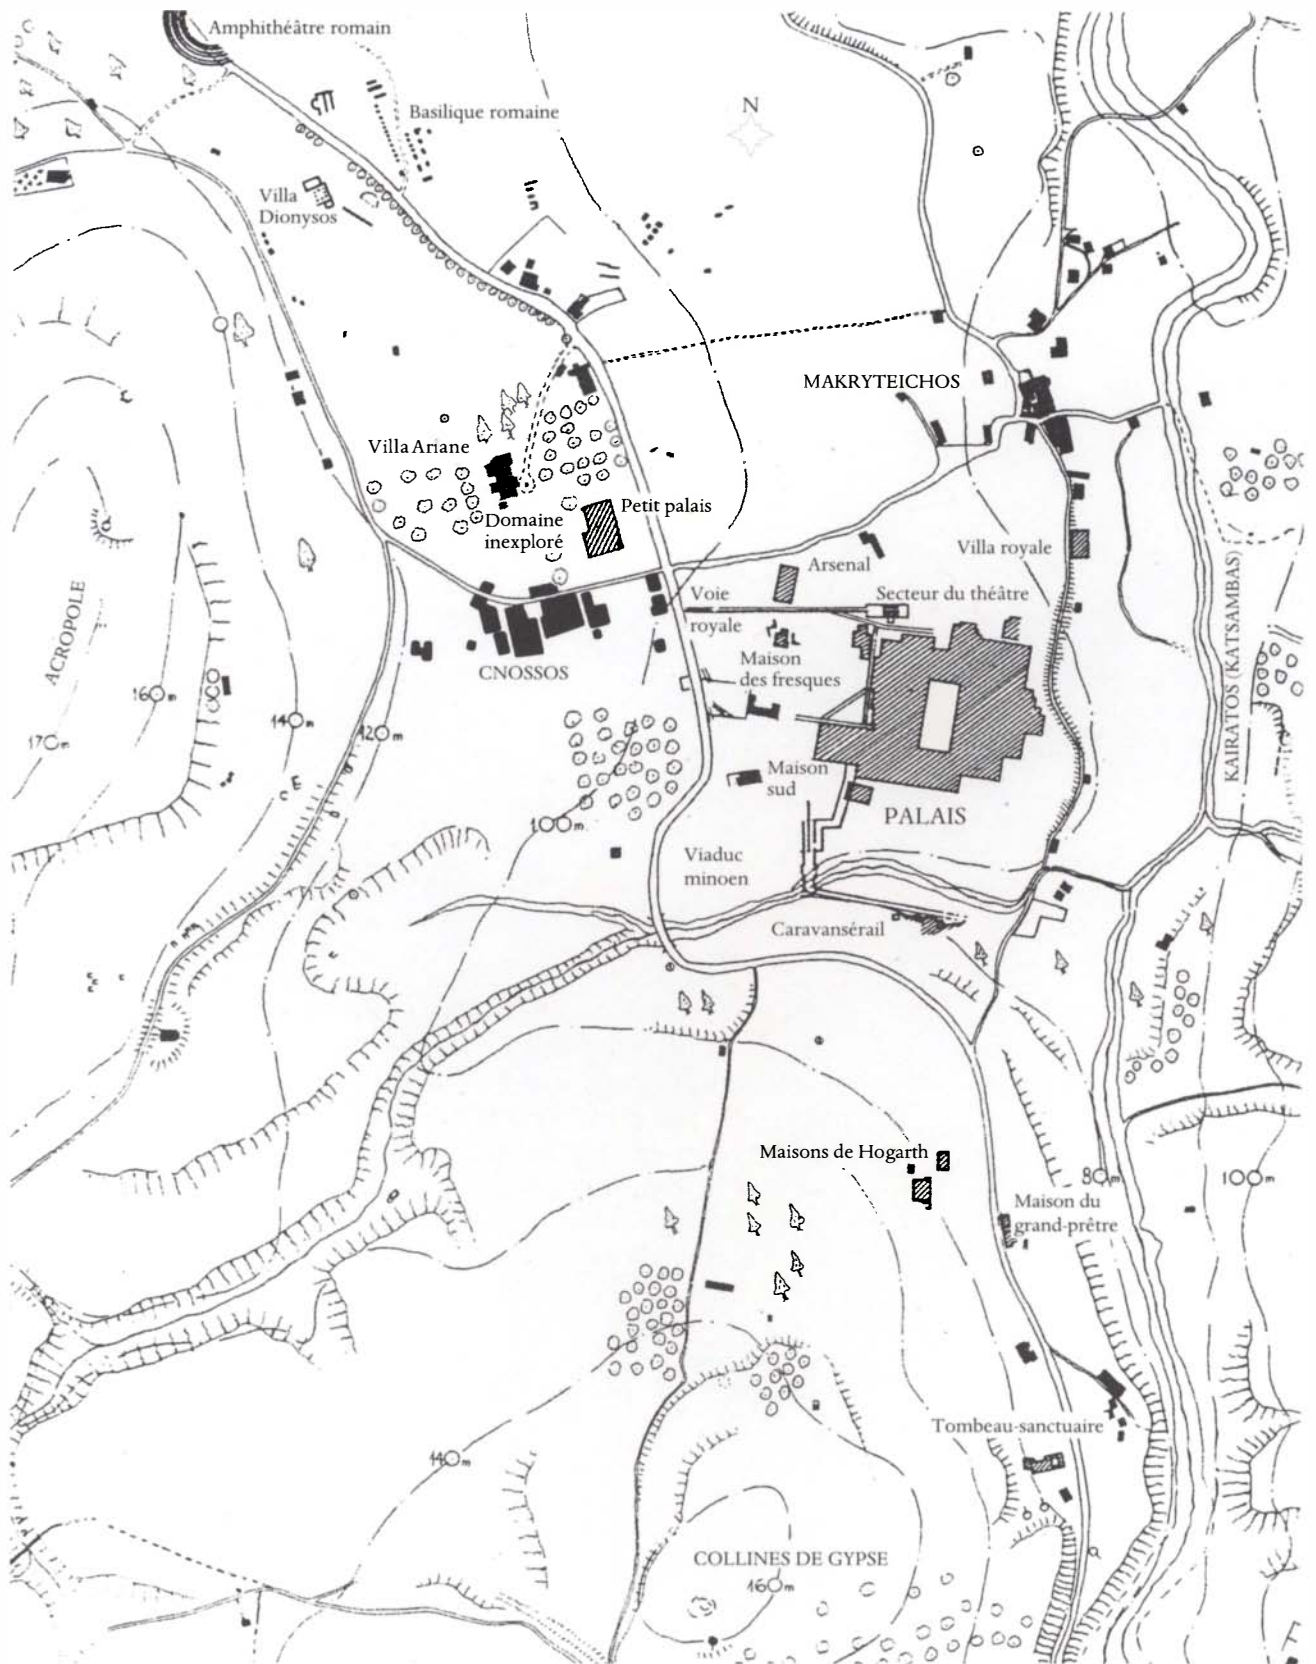 Amphithéâtre romain
Basilique romaine
N
Villa
Dionysos
MAKRYTEICHOS
Villa Ariane
Domaine
inexploré
Petit palais
Arsenal
Villa royale
Voie
royale
Secteur du théâtre
CNOSSOS
Maison
des fresques
ACROPOLE
KAIRATOS (KATSAMBAS)
160m
140m
120m
170m
Maison
sud
PALAIS
100m
Viaduc
minoen
Caravansérail
Maisons de Hogarth
80m
100m
Maison du
grand-prêtre
Tombeau-sanctuaire
140m
COLLINES DE GYPSE
160m